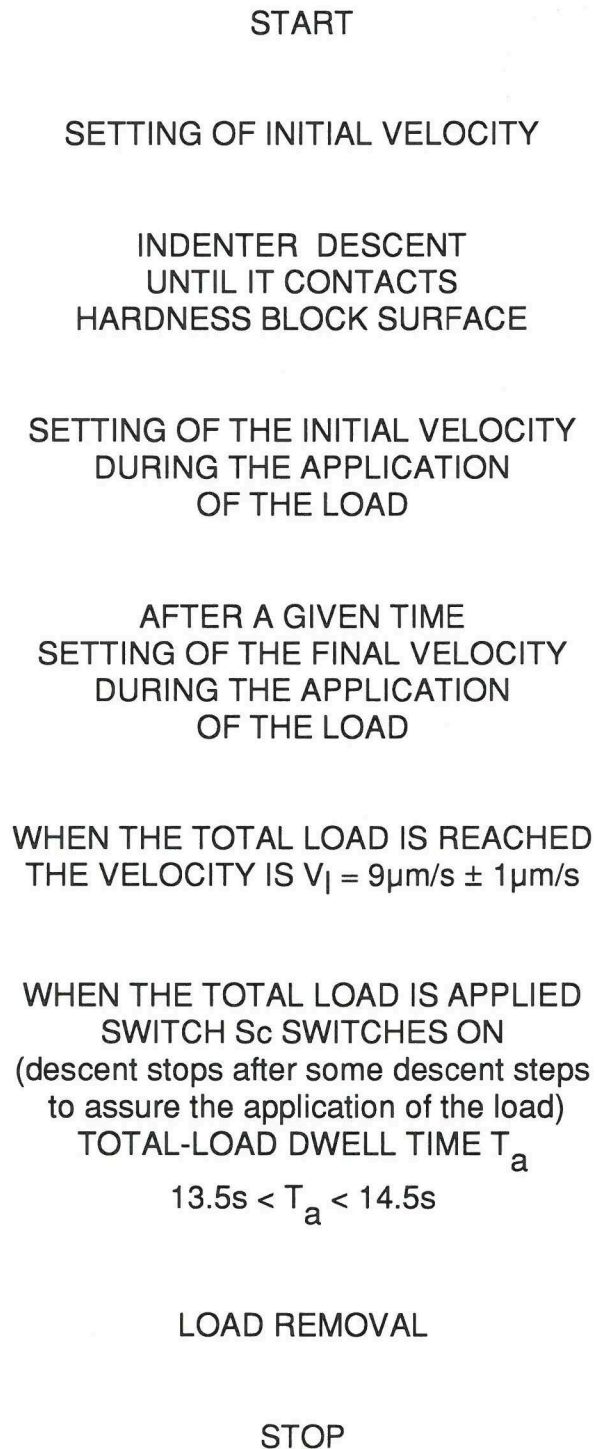 START
SETTING OF INITIAL VELOCITY
INDENTER DESCENT
UNTIL IT CONTACTS
HARDNESS BLOCK SURFACE
SETTING OF THE INITIAL VELOCITY
DURING THE APPLICATION
OF THE LOAD
AFTER A GIVEN TIME
SETTING OF THE FINAL VELOCITY
DURING THE APPLICATION
OF THE LOAD
WHEN THE TOTAL LOAD IS REACHED
THE VELOCITY IS V_I = 9µm/s ± 1µm/s
WHEN THE TOTAL LOAD IS APPLIED
SWITCH Sc SWITCHES ON
(descent stops after some descent steps
to assure the application of the load)
TOTAL-LOAD DWELL TIME T_a
13.5s < T_a < 14.5s
LOAD REMOVAL
STOP